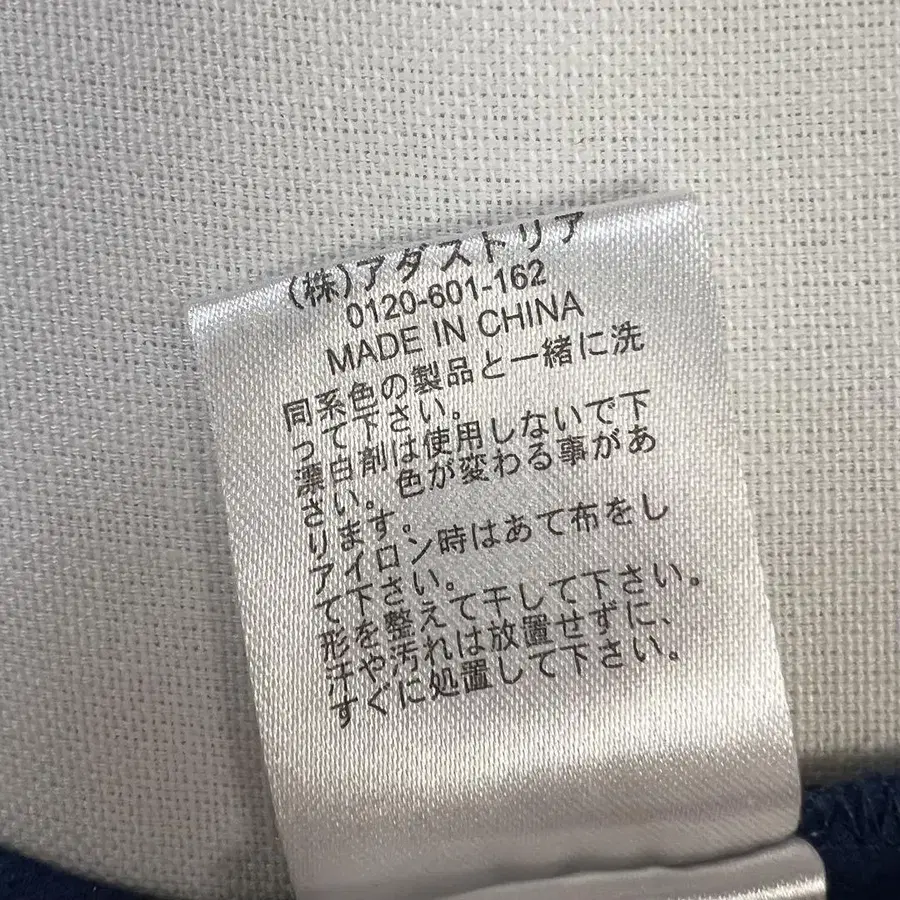 (株)アダストリア
0120-601-162
MADE IN CHINA
同系色の製品と一緒に洗
って下さい。
漂白剤は使用しないで下
さい。色が変わる事があ
ります。
アイロン時はあて布をし
て下さい。
形を整えて干して下さい。
汗や汚れは放置せずに、
すぐに処置して下さい。